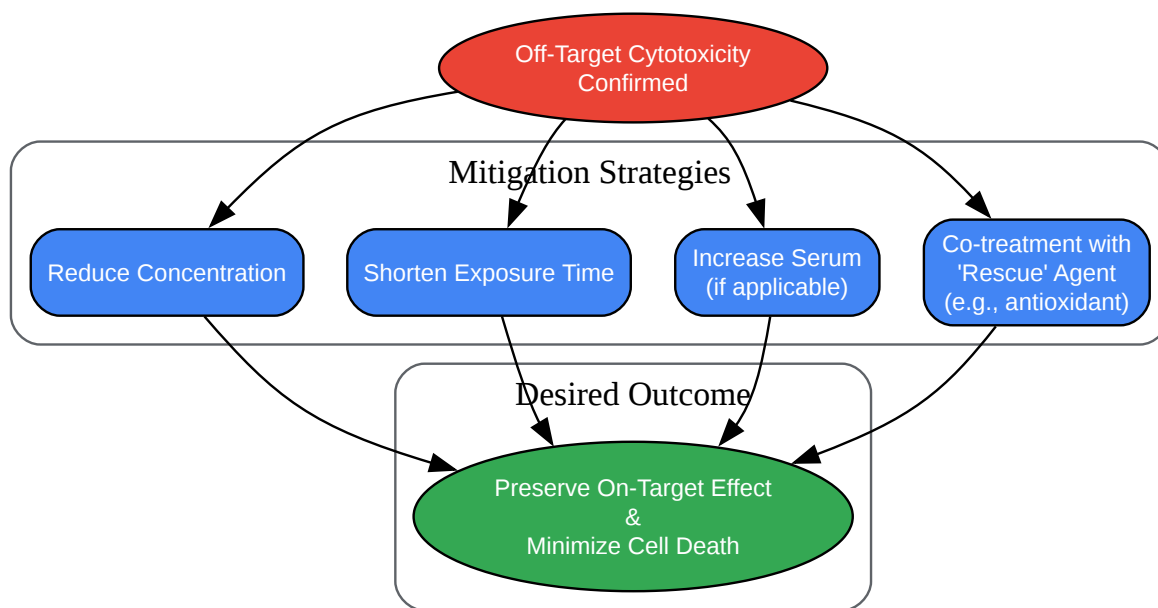 Off-Target Cytotoxicity
Confirmed
Mitigation Strategies
Reduce Concentration
Shorten Exposure Time
Increase Serum
(if applicable)
Co-treatment with
'Rescue' Agent
(e.g., antioxidant)
Desired Outcome
Preserve On-Target Effect
&
Minimize Cell Death